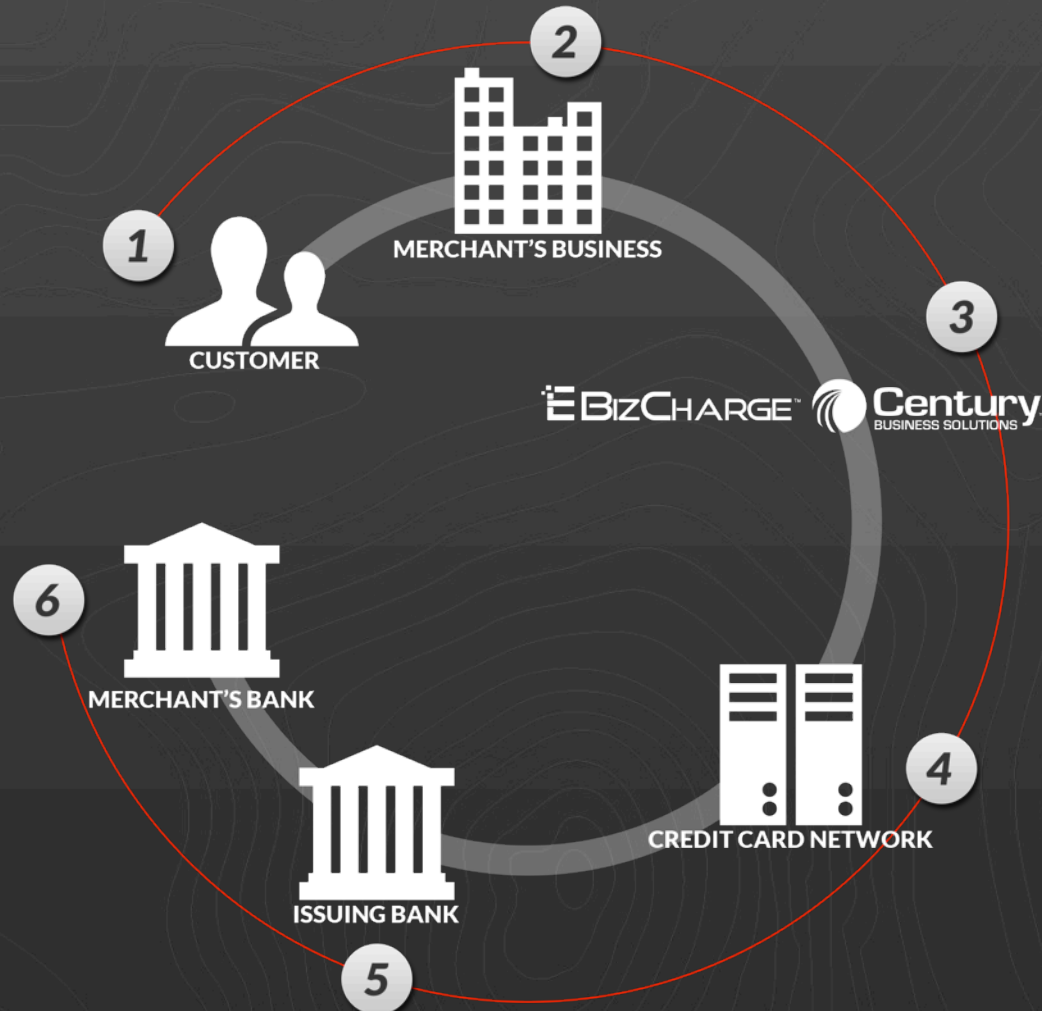 2
1
MERCHANT'S BUSINESS
3
CUSTOMER
EBIZCHARGE™ Century
BUSINESS SOLUTIONS
6
MERCHANT'S BANK
4
CREDIT CARD NETWORK
ISSUING BANK
5